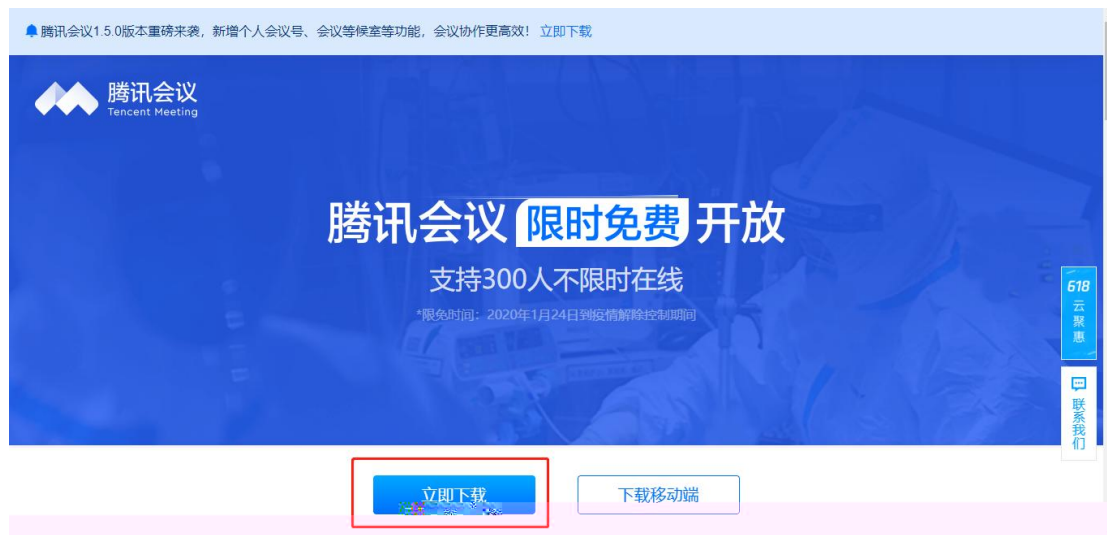 腾讯会议1.5.0版本重磅来袭，新增个人会议号、会议等候室等功能，会议协作更高效！ 立即下载
腾讯会议
Tencent Meeting
腾讯会议 限时免费 开放
支持300人不限时在线
*限免时间：2020年1月24日到疫情解除控制期间
618
云聚惠
联系我们
立即下载
下载移动端